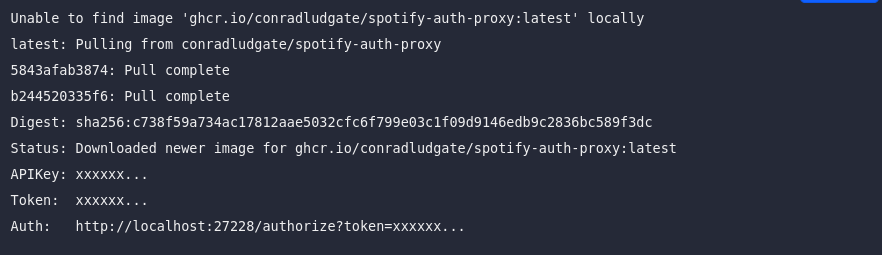 Unable to find image 'ghcr.io/conradludgate/spotify-auth-proxy:latest' locally
latest: Pulling from conradludgate/spotify-auth-proxy
5843afab3874: Pull complete
b244520335f6: Pull complete
Digest: sha256:c738f59a734ac17812aae5032cfc6f799e03c1f09d9146edb9c2836bc589f3dc
Status: Downloaded newer image for ghcr.io/conradludgate/spotify-auth-proxy:latest
APIKey: xxxxxx...
Token:  xxxxxx...
Auth:   http://localhost:27228/authorize?token=xxxxxx...